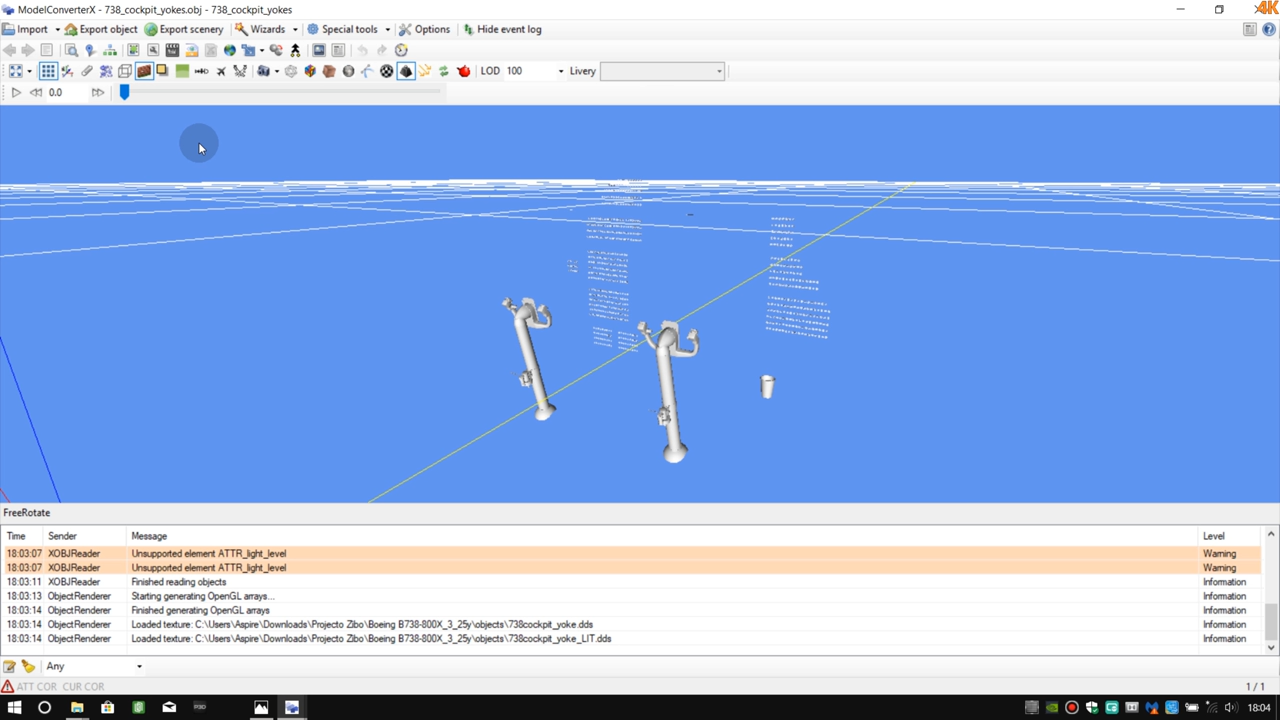 ModelConverterX - 738_cockpit_yokes.obj - 738_cockpit_yokes
4K
Import Export object Export scenery Wizards Special tools Options Hide event log
LOD 100 Livery
0.0
FreeRotate
Time Sender Message Level
18:03:07 XOBJReader Unsupported element ATTR_light_level Warning
18:03:07 XOBJReader Unsupported element ATTR_light_level Warning
18:03:11 XOBJReader Finished reading objects Information
18:03:13 ObjectRenderer Starting generating OpenGL arrays... Information
18:03:14 ObjectRenderer Finished generating OpenGL arrays Information
18:03:14 ObjectRenderer Loaded texture: C:\Users\Aspire\Downloads\Projecto Zibo\Boeing B738-800X_3_25y\objects\738cockpit_yoke.dds Information
18:03:14 ObjectRenderer Loaded texture: C:\Users\Aspire\Downloads\Projecto Zibo\Boeing B738-800X_3_25y\objects\738cockpit_yoke_LIT.dds Information
Any
ATT COR CUR COR 1 / 1
P3D 18:04